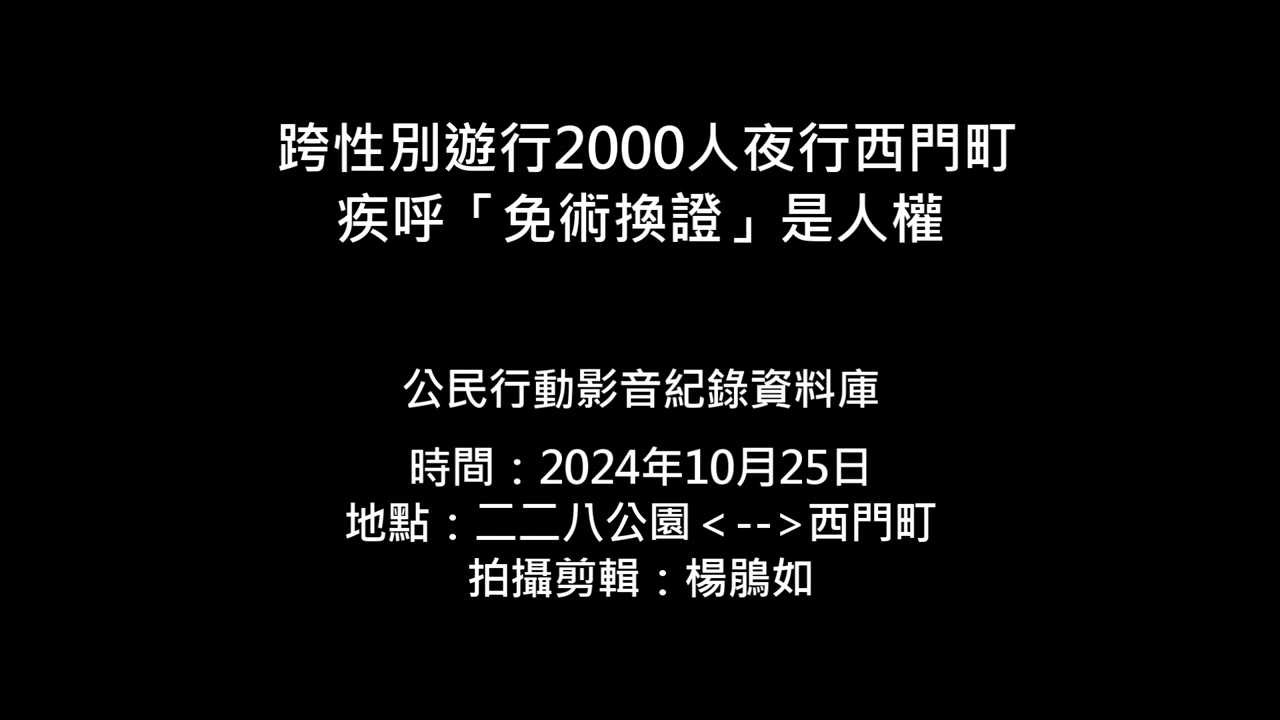 跨性別遊行2000人夜行西門町
疾呼「免術換證」是人權
公民行動影音紀錄資料庫
時間：2024年10月25日
地點：二二八公園<-->西門町
拍攝剪輯：楊鵑如